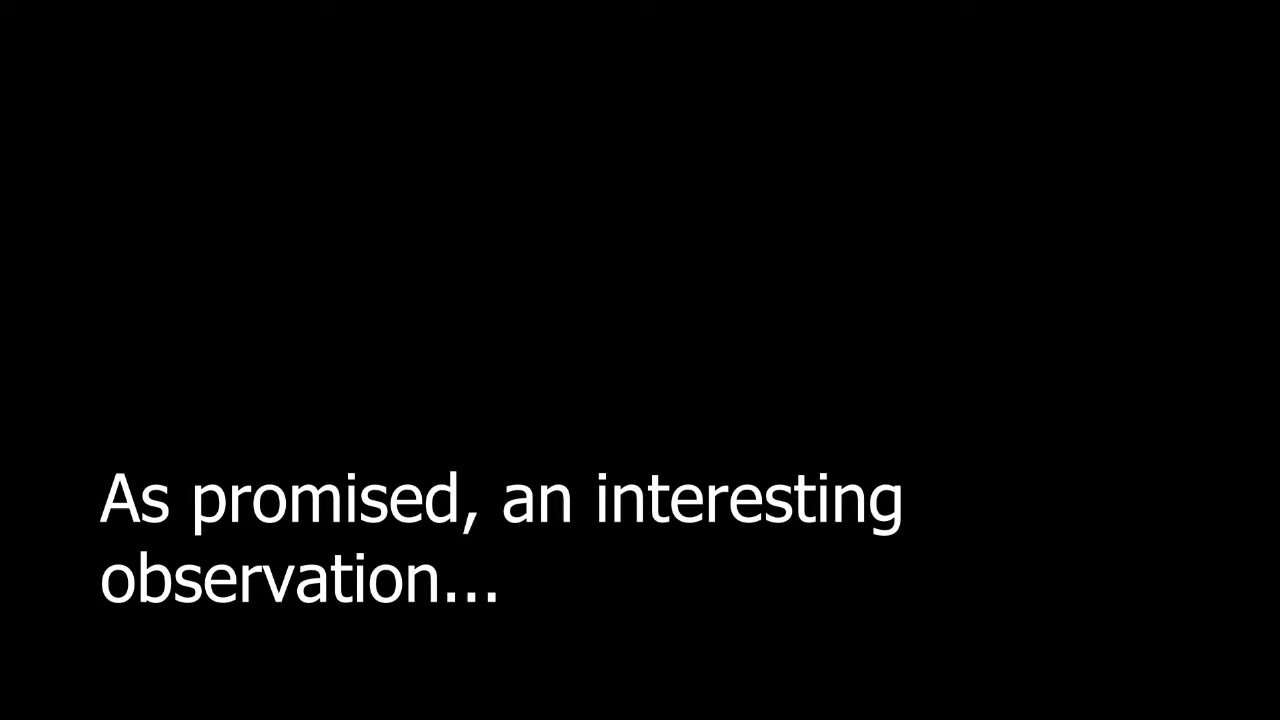 As promised, an interesting
observation...